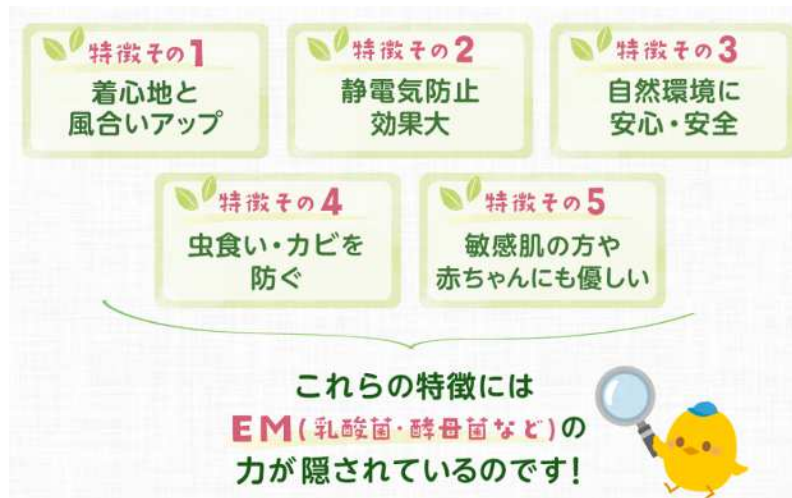 特徴その1
着心地と
風合いアップ
特徴その2
静電気防止
効果大
特徴その3
自然環境に
安心・安全
特徴その4
虫食い・カビを
防ぐ
特徴その5
敏感肌の方や
赤ちゃんにも優しい
これらの特徴には
EM(乳酸菌・酵母菌など)の
力が隠されているのです!